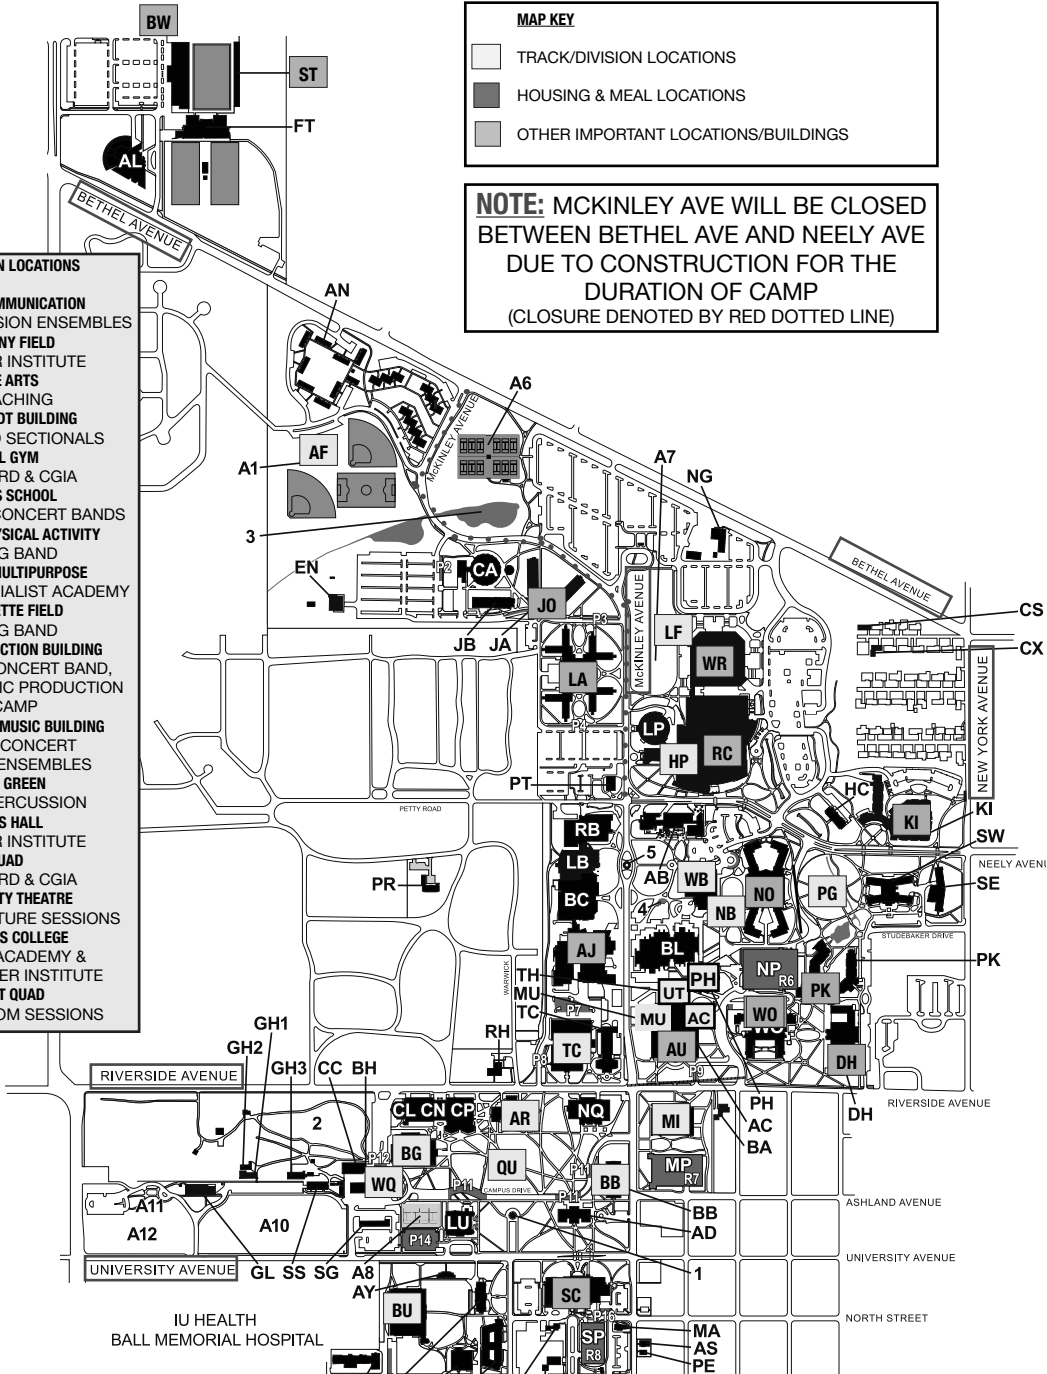 MAP KEY
TRACK/DIVISION LOCATIONS
HOUSING & MEAL LOCATIONS
OTHER IMPORTANT LOCATIONS/BUILDINGS
NOTE: MCKINLEY AVE WILL BE CLOSED
BETWEEN BETHEL AVE AND NEELY AVE
DUE TO CONSTRUCTION FOR THE
DURATION OF CAMP
(CLOSURE DENOTED BY RED DOTTED LINE)
BW
ST
FT
AL
BETHEL AVENUE
N LOCATIONS
MMUNICATION
SION ENSEMBLES
NY FIELD
R INSTITUTE
E ARTS
ACHING
OT BUILDING
O SECTIONALS
L GYM
RD & CGIA
S SCHOOL
CONCERT BANDS
YSICAL ACTIVITY
G BAND
MULTIPURPOSE
IALIST ACADEMY
ETTE FIELD
G BAND
CTION BUILDING
ONCERT BAND,
IC PRODUCTION
CAMP
MUSIC BUILDING
CONCERT
ENSEMBLES
GREEN
ERCUSSION
S HALL
R INSTITUTE
UAD
RD & CGIA
TY THEATRE
TURE SESSIONS
S COLLEGE
ACADEMY &
ER INSTITUTE
T QUAD
OM SESSIONS
AN
A6
MCKINLEY AVENUE
AF
A1
A7
NG
3
BETHEL AVENUE
EN
P2
CA
JO
P3
JB
JA
MCKINLEY AVENUE
LF
WR
CS
CX
NEW YORK AVENUE
LA
P4
LP
HP
RC
PT
PETTY ROAD
HC
KI
KI
RB
LB
5
AB
WB
SW
NEELY AVENUE
SE
PR
BC
4
NB
NO
PG
STUDEBAKER DRIVE
AJ
BL
WARWICK
TH
PH
UT
NP
R6
PK
PK
MU
P7
MU
AC
WO
TC
TC
P8
AU
P9
DH
RH
GH1
GH2
RIVERSIDE AVENUE
GH3
CC
BH
PH
AC
BA
DH
RIVERSIDE AVENUE
2
CL
CN
CP
AR
NQ
MI
BG
P12
WQ
QU
P11
BB
MP
R7
P11
CAMPUS DRIVE
P11
ASHLAND AVENUE
A11
A12
A10
LU
P14
BB
AD
UNIVERSITY AVENUE
GL
SS
SG
A8
AY
1
UNIVERSITY AVENUE
BU
SC
P16
NORTH STREET
IU HEALTH
BALL MEMORIAL HOSPITAL
SP
R8
MA
AS
PE